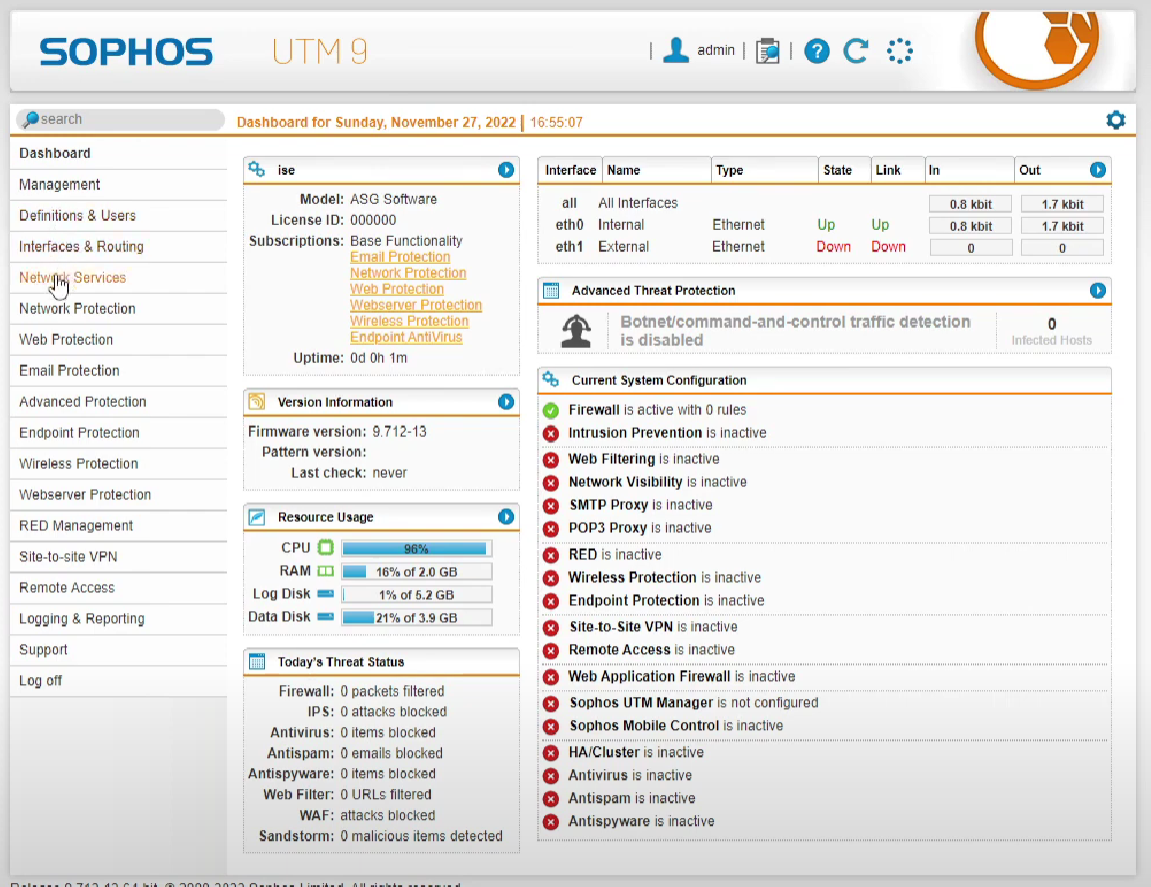 SOPHOS UTM 9 admin
search
Dashboard for Sunday, November 27, 2022 | 16:55:07
Dashboard
Management
Definitions & Users
Interfaces & Routing
Network Services
Network Protection
Web Protection
Email Protection
Advanced Protection
Endpoint Protection
Wireless Protection
Webserver Protection
RED Management
Site-to-site VPN
Remote Access
Logging & Reporting
Support
Log off
ise
Model: ASG Software
License ID: 000000
Subscriptions: Base Functionality
Email Protection
Network Protection
Web Protection
Webserver Protection
Wireless Protection
Endpoint AntiVirus
Uptime: 0d 0h 1m
Version Information
Firmware version: 9.712-13
Pattern version:
Last check: never
Resource Usage
CPU 96%
RAM 16% of 2.0 GB
Log Disk 1% of 5.2 GB
Data Disk 21% of 3.9 GB
Today's Threat Status
Firewall: 0 packets filtered
IPS: 0 attacks blocked
Antivirus: 0 items blocked
Antispam: 0 emails blocked
Antispyware: 0 items blocked
Web Filter: 0 URLs filtered
WAF: attacks blocked
Sandstorm: 0 malicious items detected
Interface Name Type State Link In Out
all All Interfaces 0.8 kbit 1.7 kbit
eth0 Internal Ethernet Up Up 0.8 kbit 1.7 kbit
eth1 External Ethernet Down Down 0 0
Advanced Threat Protection
Botnet/command-and-control traffic detection
is disabled
0
Infected Hosts
Current System Configuration
Firewall is active with 0 rules
Intrusion Prevention is inactive
Web Filtering is inactive
Network Visibility is inactive
SMTP Proxy is inactive
POP3 Proxy is inactive
RED is inactive
Wireless Protection is inactive
Endpoint Protection is inactive
Site-to-Site VPN is inactive
Remote Access is inactive
Web Application Firewall is inactive
Sophos UTM Manager is not configured
Sophos Mobile Control is inactive
HA/Cluster is inactive
Antivirus is inactive
Antispam is inactive
Antispyware is inactive